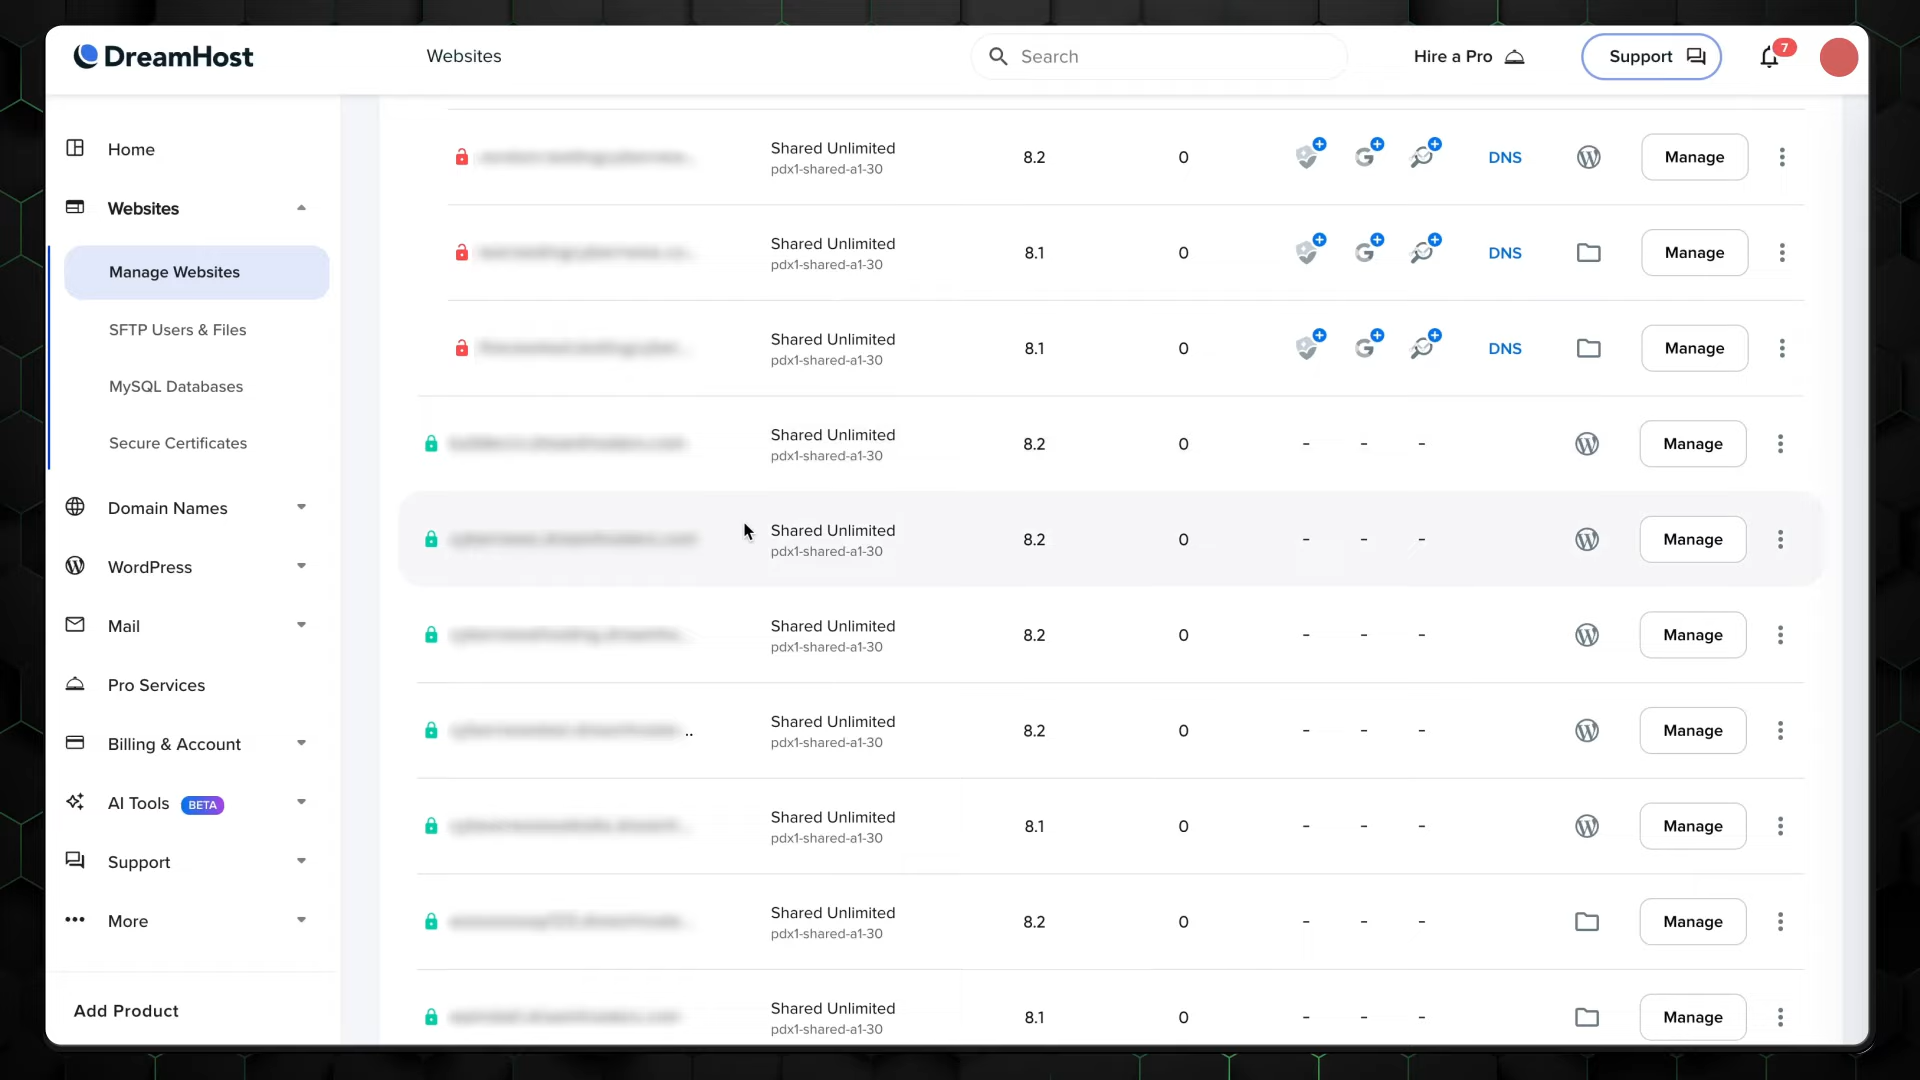 DreamHost
Websites
Search
Hire a Pro
Support
7
Home
Websites
Manage Websites
SFTP Users & Files
MySQL Databases
Secure Certificates
Domain Names
WordPress
Mail
Pro Services
Billing & Account
AI Tools BETA
Support
More
Add Product
Shared Unlimited
pdx1-shared-a1-30
8.2 0 DNS Manage
Shared Unlimited
pdx1-shared-a1-30
8.1 0 DNS Manage
Shared Unlimited
pdx1-shared-a1-30
8.1 0 DNS Manage
Shared Unlimited
pdx1-shared-a1-30
8.2 0 - - - Manage
Shared Unlimited
pdx1-shared-a1-30
8.2 0 - - - Manage
Shared Unlimited
pdx1-shared-a1-30
8.2 0 - - - Manage
Shared Unlimited
pdx1-shared-a1-30
8.2 0 - - - Manage
Shared Unlimited
pdx1-shared-a1-30
8.1 0 - - - Manage
Shared Unlimited
pdx1-shared-a1-30
8.2 0 - - - Manage
Shared Unlimited
pdx1-shared-a1-30
8.1 0 - - - Manage